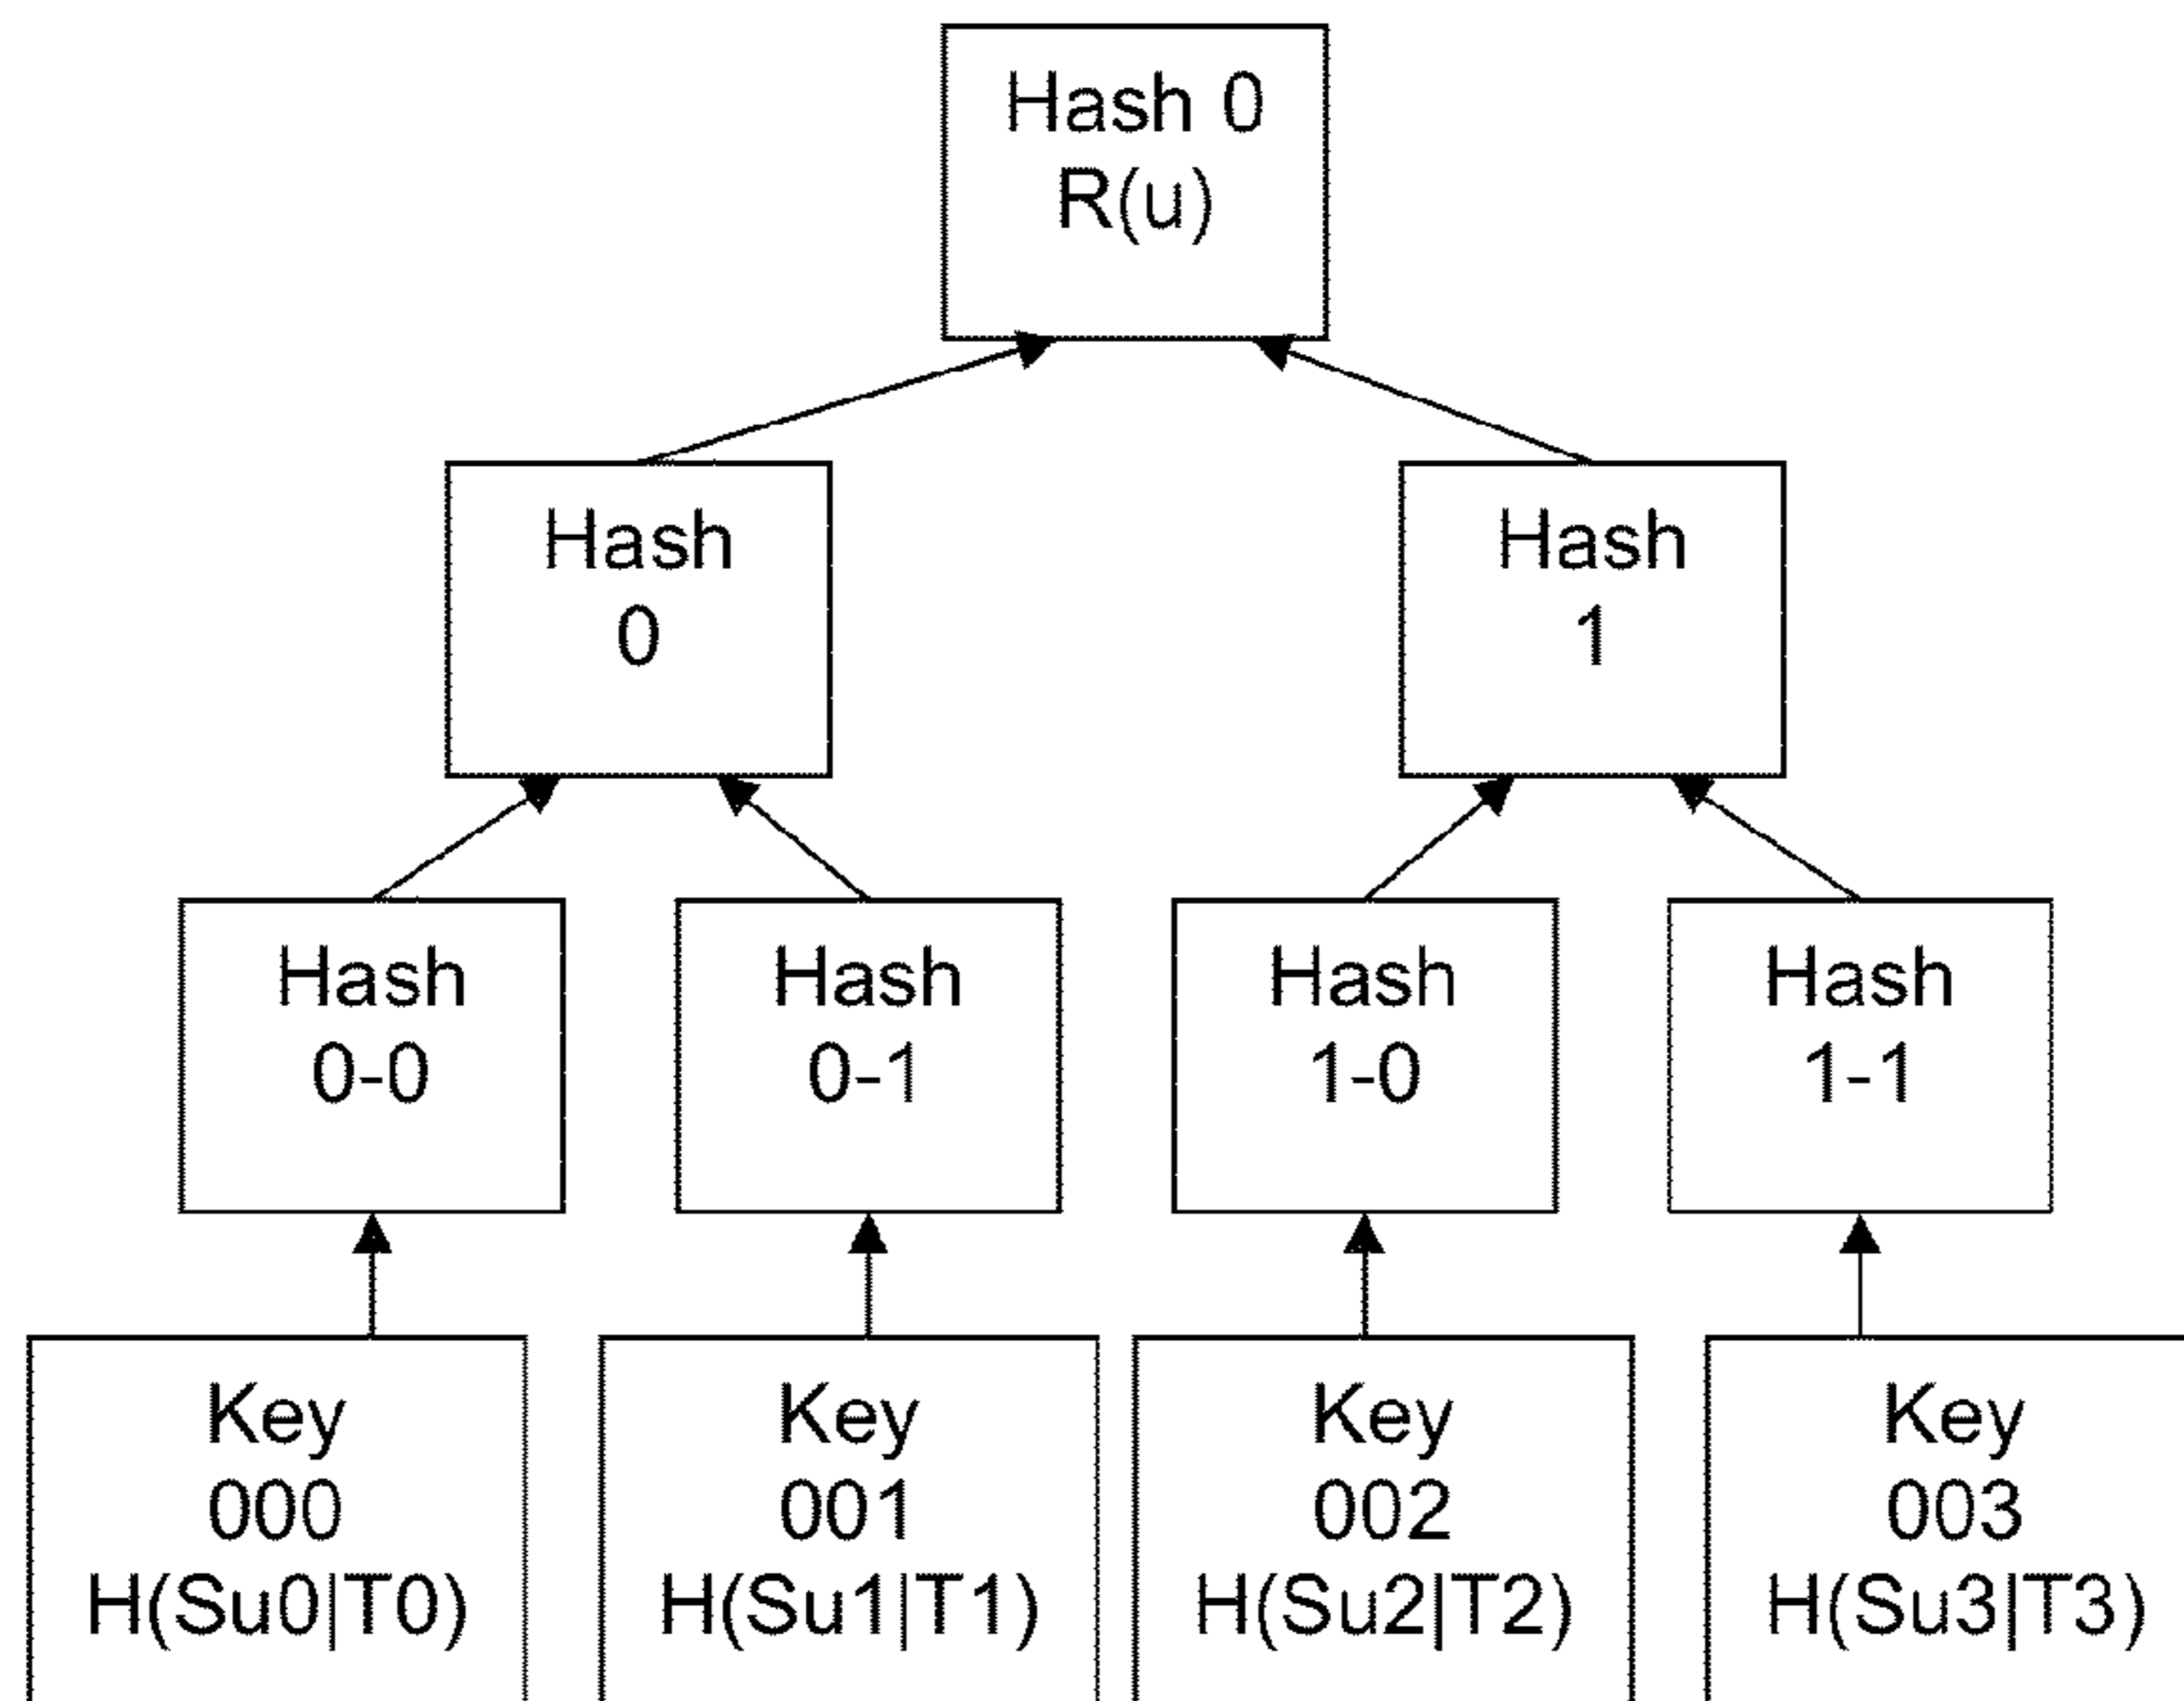 Hash 0
R(u)
Hash
0
Hash
1
Hash
0-0
Hash
0-1
Hash
1-0
Hash
1-1
Key
000
H(Su0|T0)
Key
001
H(Su1|T1)
Key
002
H(Su2|T2)
Key
003
H(Su3|T3)